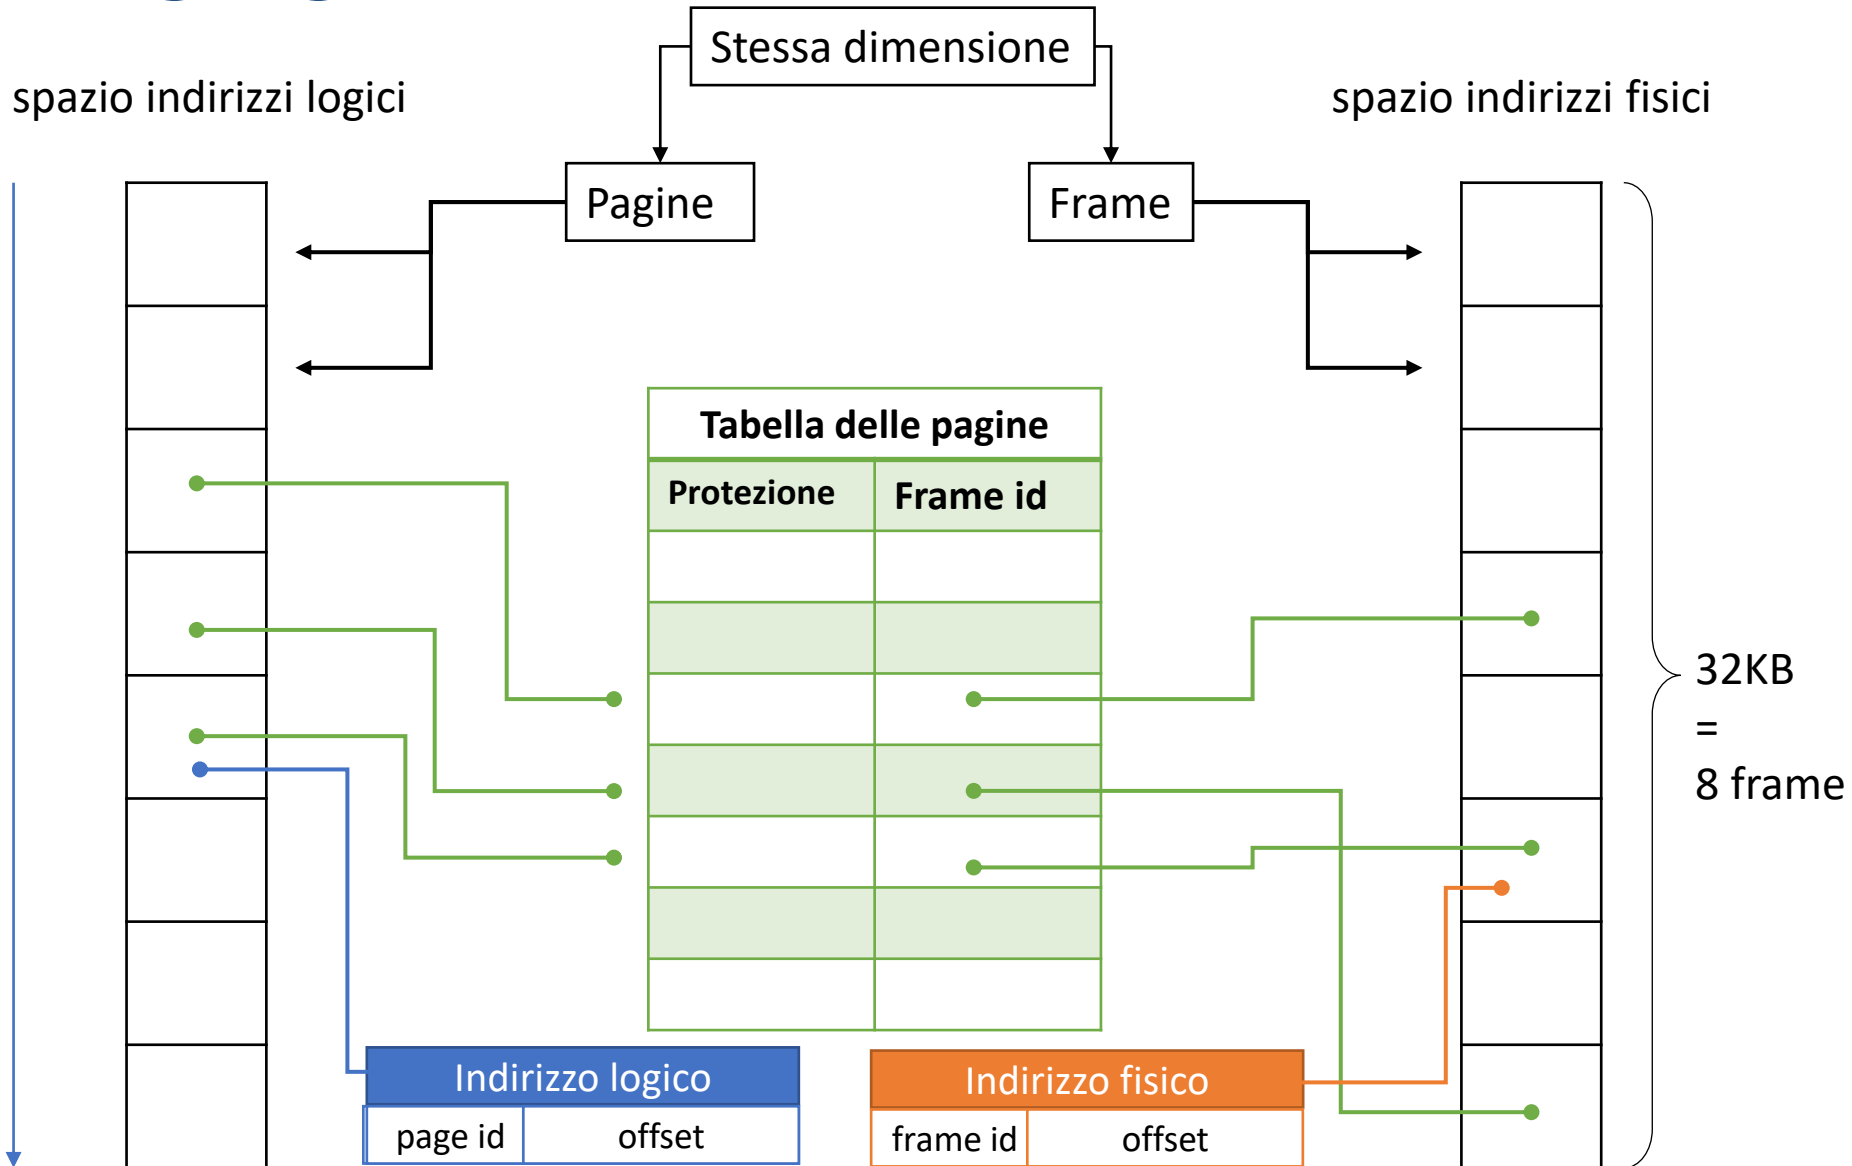 Stessa dimensione
spazio indirizzi logici
spazio indirizzi fisici
Pagine
Frame
Tabella delle pagine
Protezione
Frame id
32KB
=
8 frame
Indirizzo logico
page id
offset
Indirizzo fisico
frame id
offset